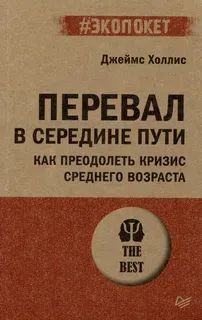 #ЭКОПОКЕТ
Джеймс Холлис
ПЕРЕВАЛ
В СЕРЕДИНЕ ПУТИ
КАК ПРЕОДОЛЕТЬ КРИЗИС
СРЕДНЕГО ВОЗРАСТА
THE
BEST